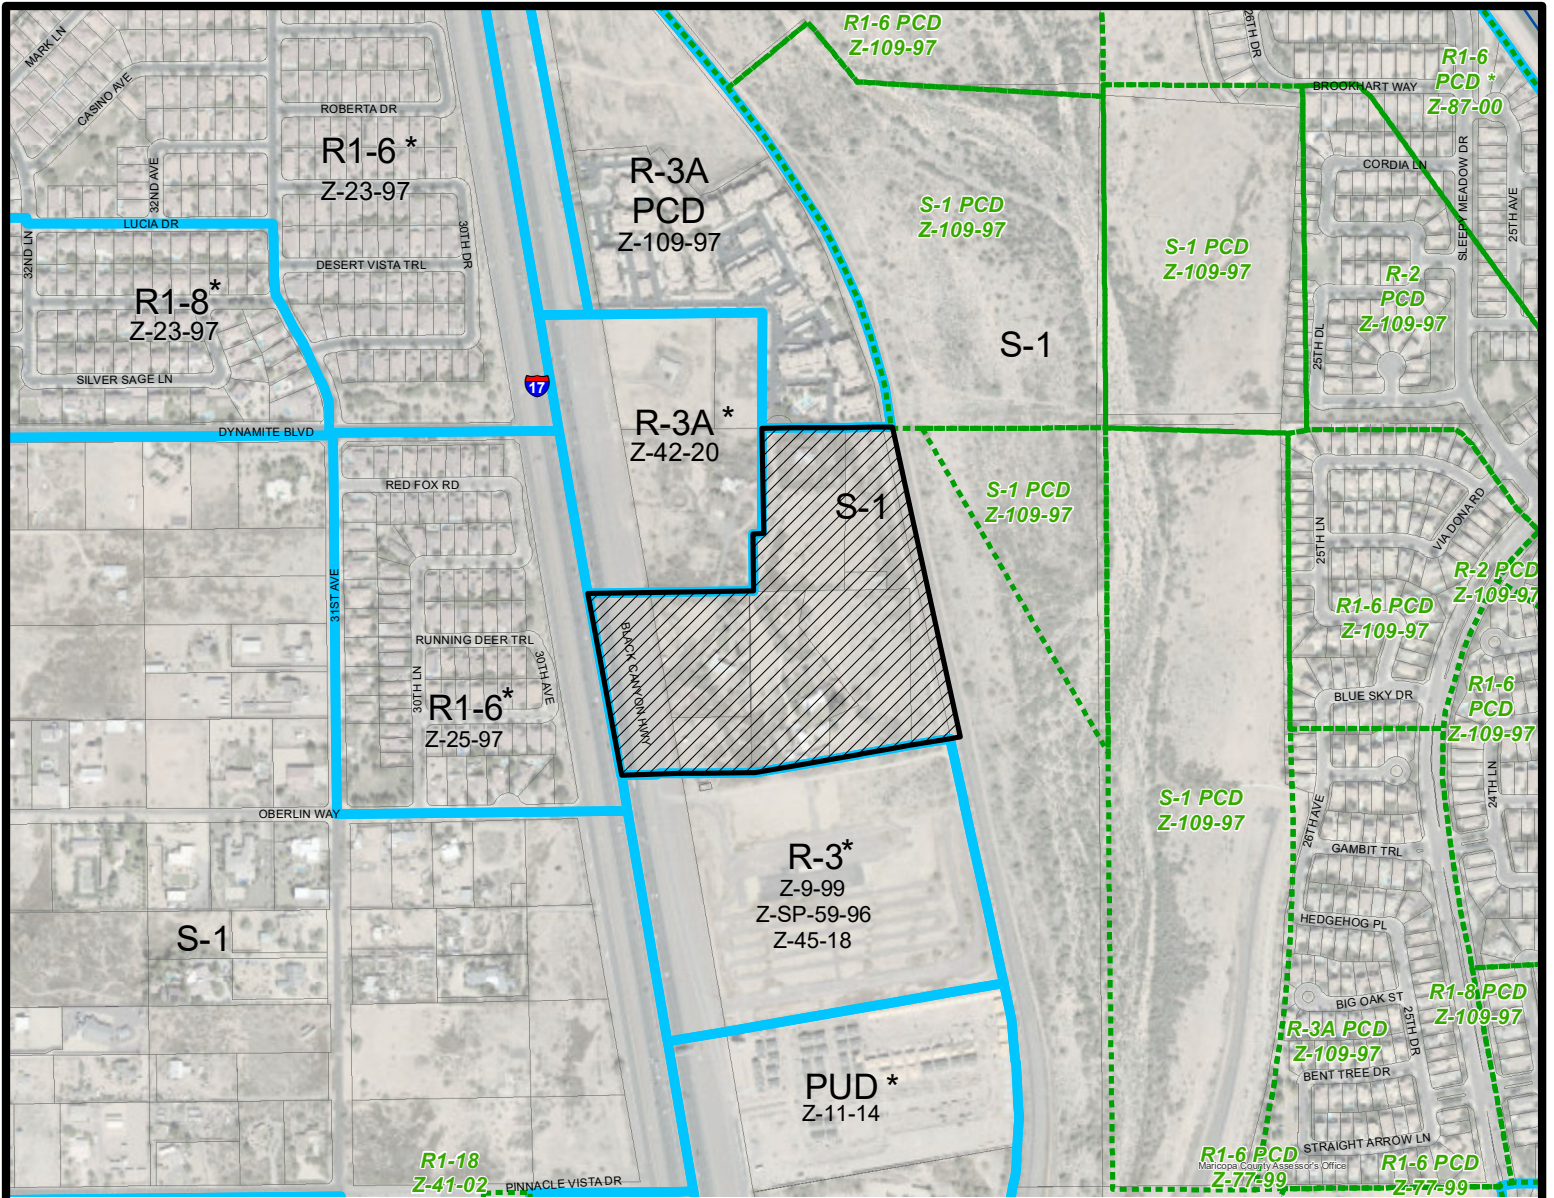 MARK LN
CASINO AVE
32ND AVE
ROBERTA DR
R1-6 *
Z-23-97
30TH DR
LUCIA DR
32ND LN
DESERT VISTA TRL
R1-8*
Z-23-97
SILVER SAGE LN
DYNAMITE BLVD
17
R-3A
PCD
Z-109-97
R1-6 PCD
Z-109-97
26TH DR
R1-6
PCD *
Z-87-00
BROOKHART WAY
CORDIA LN
SLEEPY MEADOW DR
25TH AVE
S-1 PCD
Z-109-97
S-1 PCD
Z-109-97
R-2
PCD
Z-109-97
25TH DL
S-1
R-3A *
Z-42-20
S-1
S-1 PCD
Z-109-97
RED FOX RD
31ST AVE
RUNNING DEER TRL
30TH LN
30TH AVE
R1-6*
Z-25-97
BLACK CANYON HWY
25TH LN
VIA DONA RD
R-2 PCD
Z-109-97
R1-6 PCD
Z-109-97
BLUE SKY DR
R1-6
PCD
Z-109-97
24TH LN
OBERLIN WAY
S-1 PCD
Z-109-97
26TH AVE
GAMBIT TRL
R-3*
Z-9-99
Z-SP-59-96
Z-45-18
HEDGEHOG PL
S-1
BIG OAK ST
R1-8 PCD
Z-109-97
R-3A PCD
Z-109-97
25TH DR
BENT TREE DR
PUD *
Z-11-14
STRAIGHT ARROW LN
R1-18
Z-41-02
PINNACLE VISTA DR
R1-6 PCD
Z-77-99
Maricopa County Assessor's Office
R1-6 PCD
Z-77-99